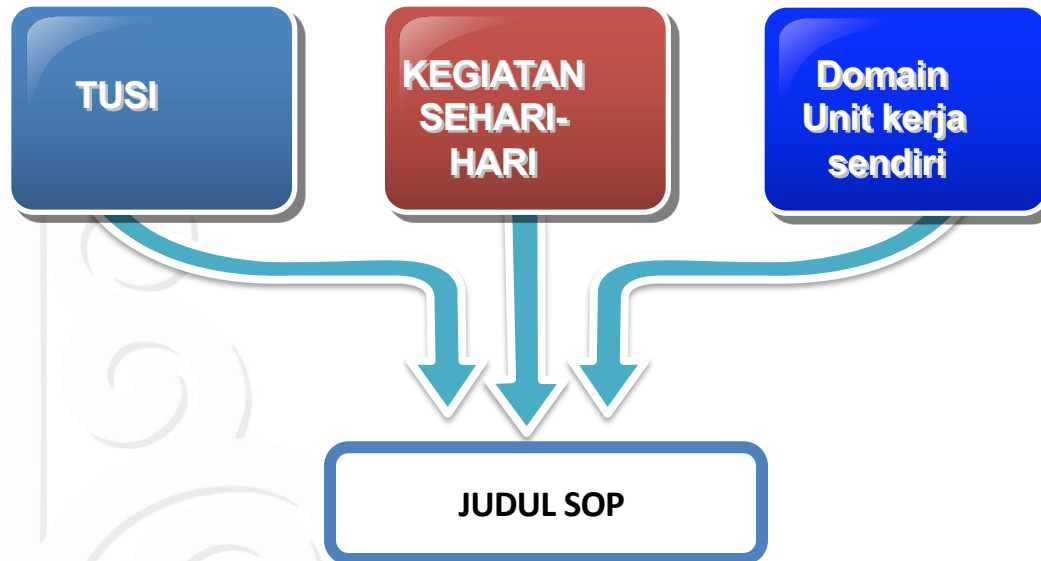 TUSI
KEGIATAN
SEHARI-
HARI
Domain
Unit kerja
sendiri
JUDUL SOP